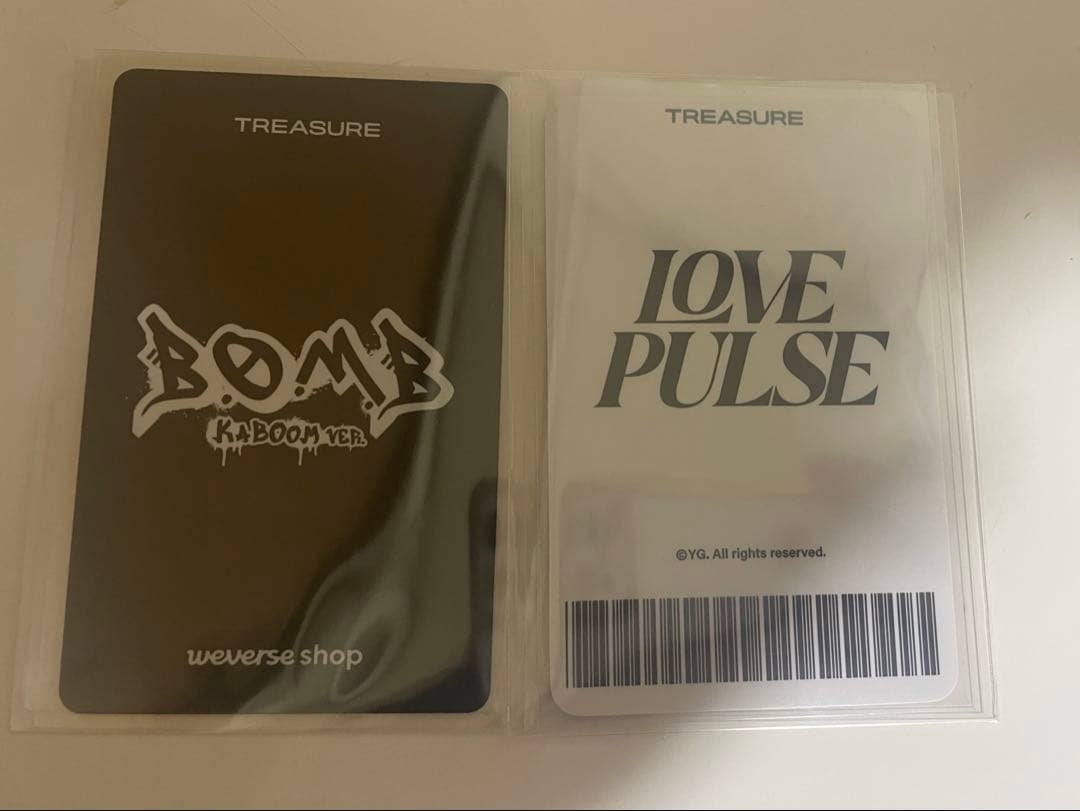 TREASURE
B.O.M.B
KABOOM VER.
weverse shop
TREASURE
LOVE
PULSE
©YG. All rights reserved.